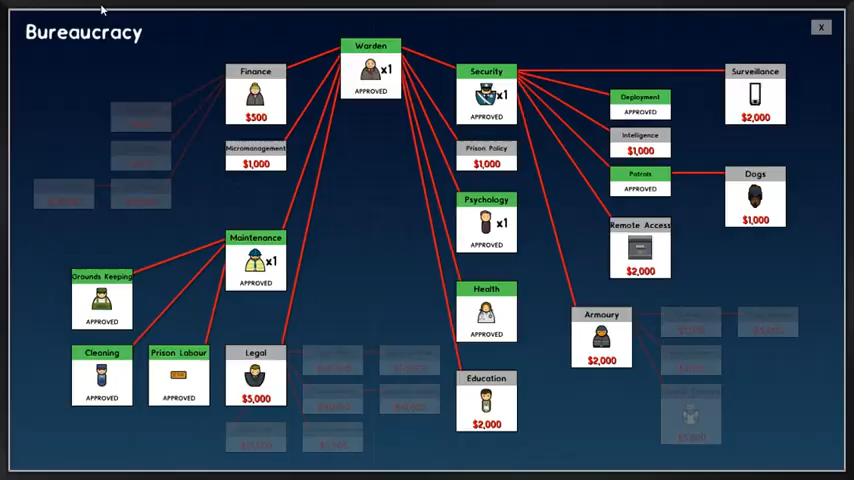 Bureaucracy
X
Warden
x1
APPROVED
Finance
$500
Micromanagement
$1,000
Maintenance
x1
APPROVED
Grounds Keeping
APPROVED
Cleaning
APPROVED
Prison Labour
APPROVED
Legal
$5,000
Security
x1
APPROVED
Prison Policy
$1,000
Psychology
x1
APPROVED
Health
APPROVED
Education
$2,000
Deployment
APPROVED
Intelligence
$1,000
Patrols
APPROVED
Remote Access
$2,000
Armoury
$2,000
Surveillance
$2,000
Dogs
$1,000